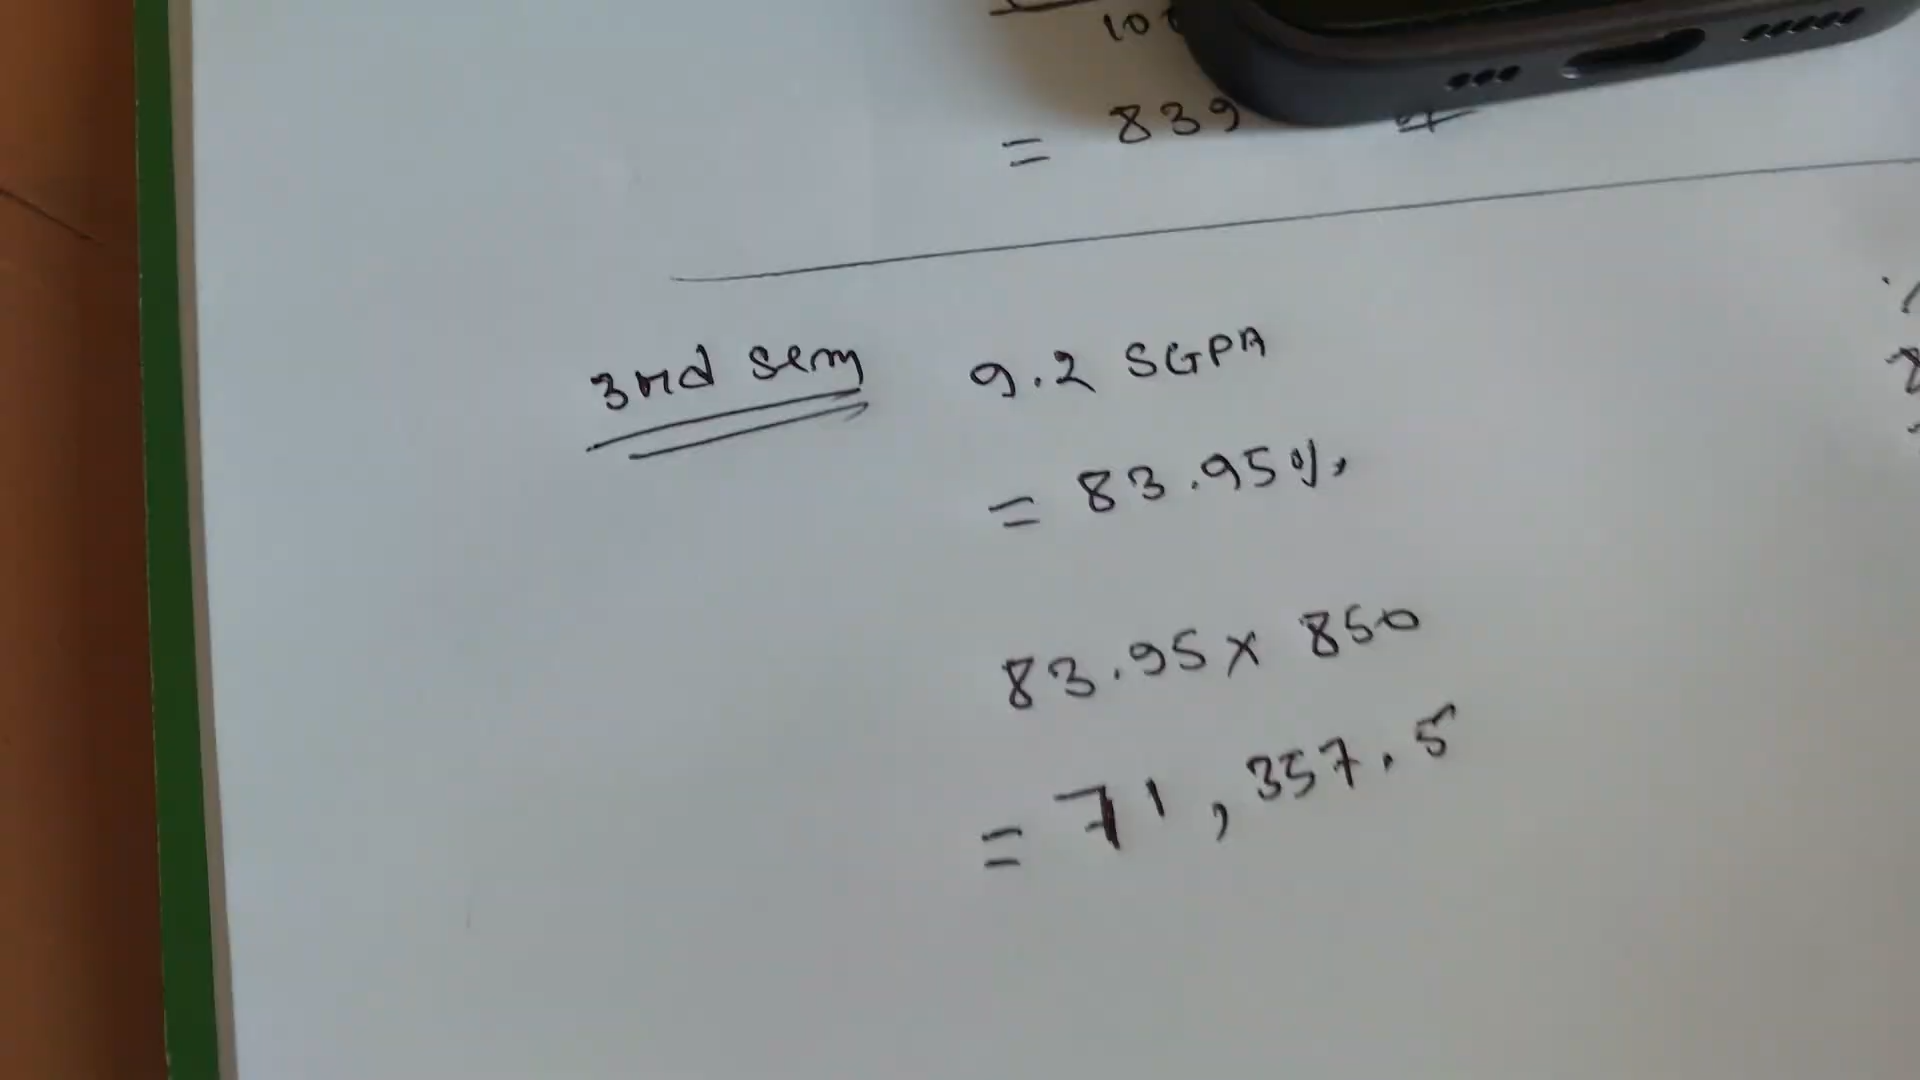 = 839
3rd sem 9.2 SGPA
= 83.95%
83.95 x 850
= 71,357.5